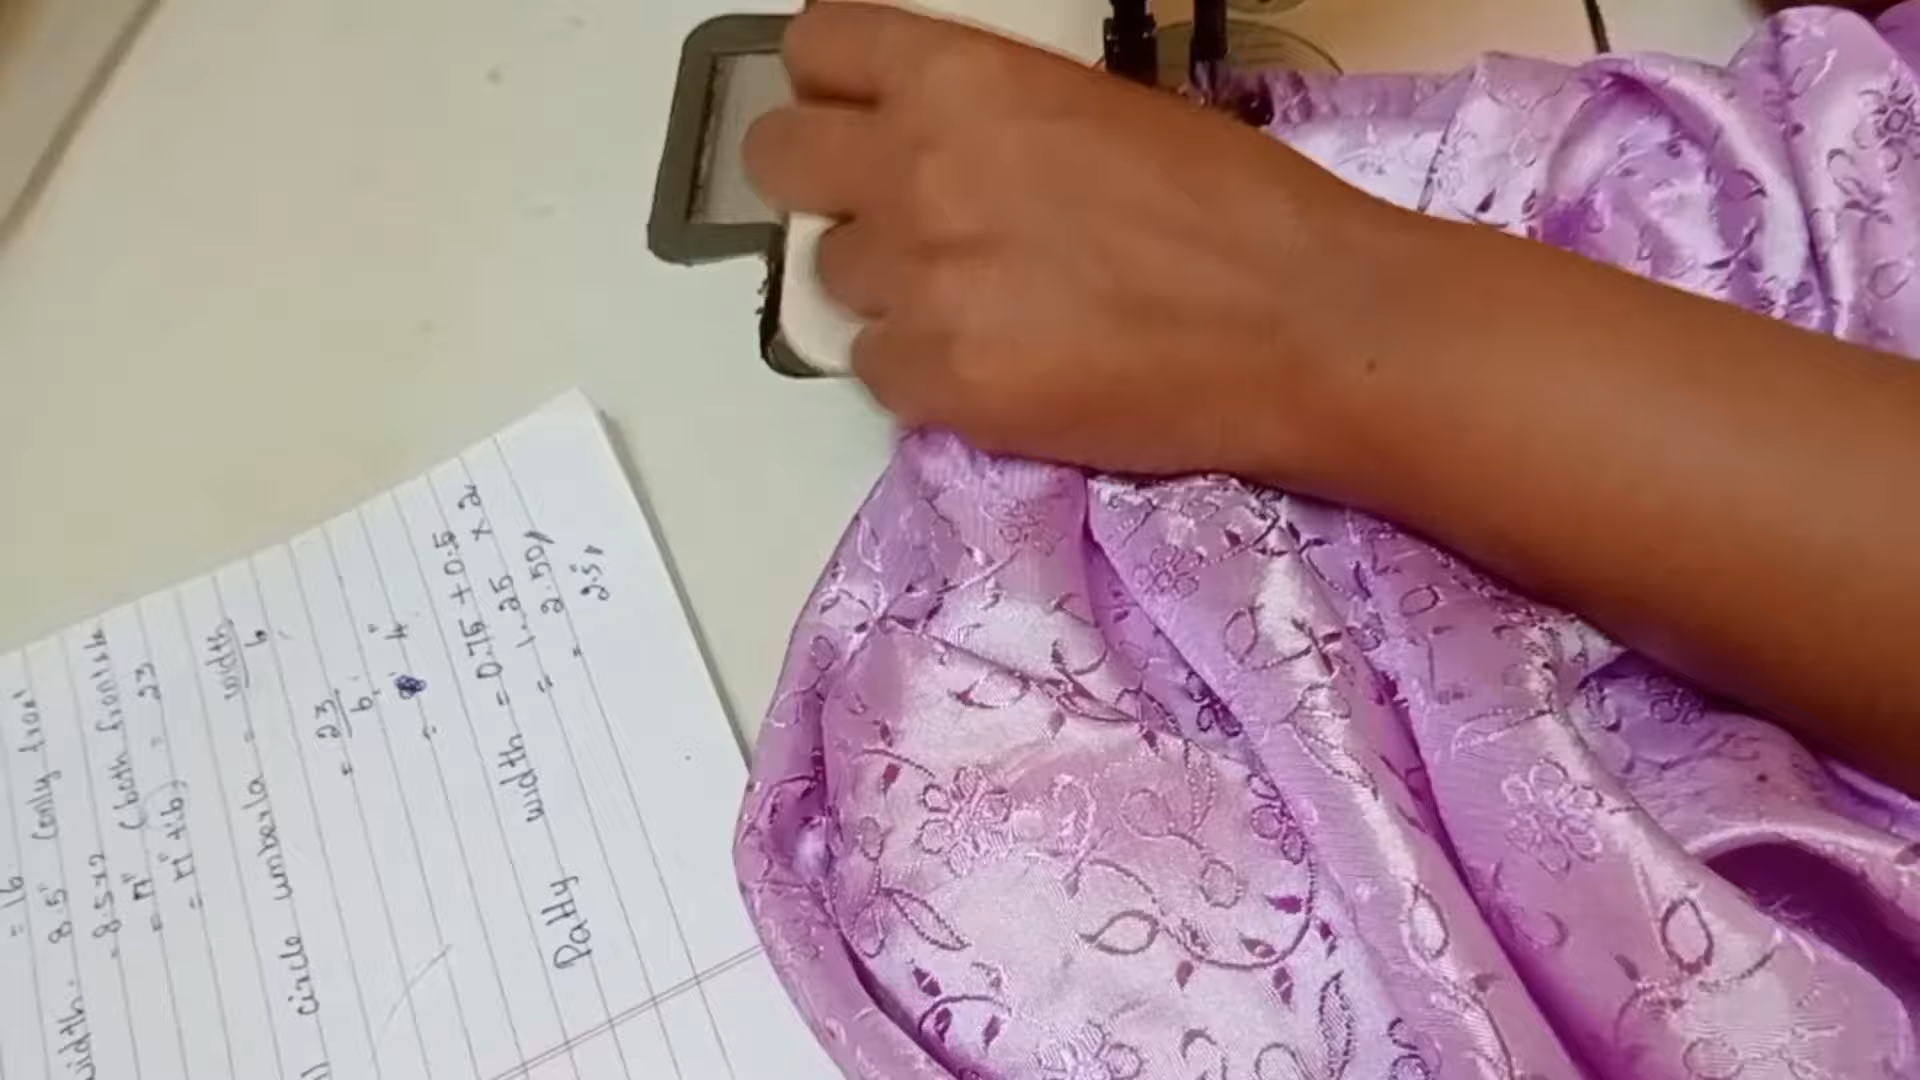 = 16
width - 8.5" (only front
= 8.5 x 2
= 17" (both front &
= 17" + 6) = 23
circle umberla = width
6
= 23
6
= 4"
Patty width = 0.75 + 0.5
= 1.25 x 2
= 2.50
= 2.5"